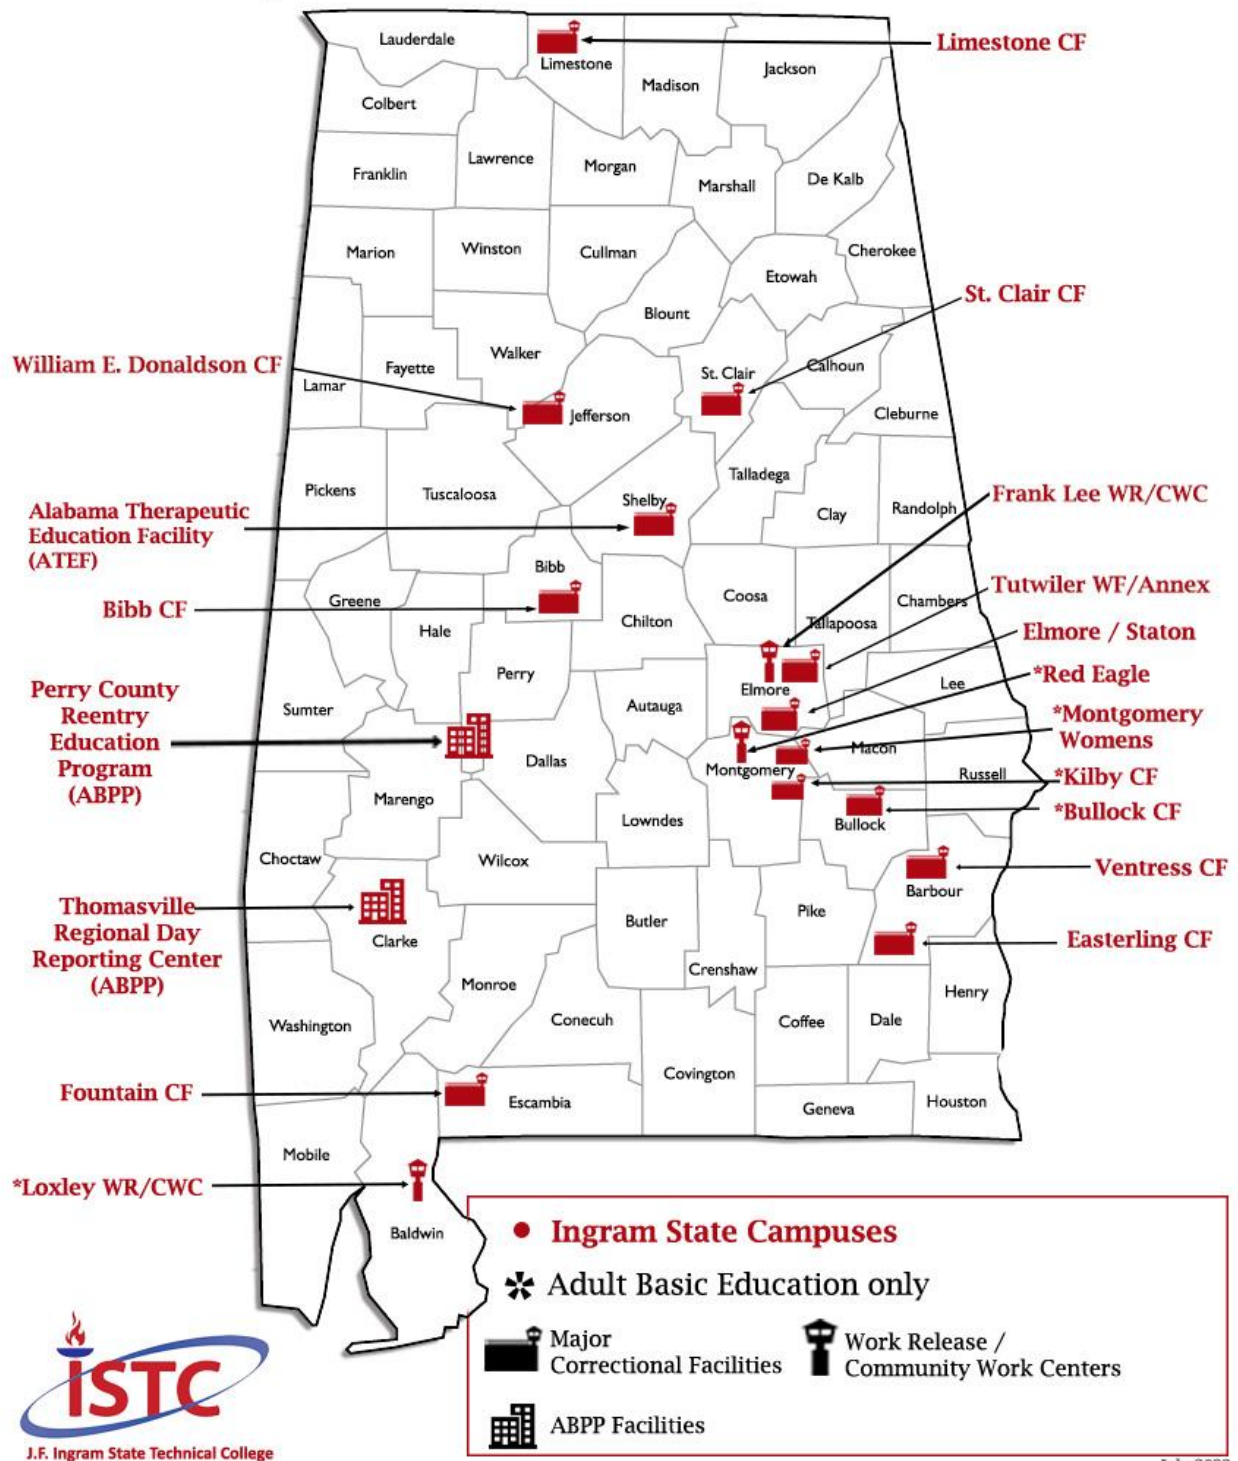 Lauderdale
Limestone
Limestone CF
Madison
Jackson
Colbert
Lawrence
Morgan
Franklin
Marshall
De Kalb
Marion
Winston
Cullman
Cherokee
Etowah
St. Clair CF
Blount
Walker
William E. Donaldson CF
Fayette
St. Clair
Calhoun
Lamar
Jefferson
Cleburne
Talladega
Pickens
Tuscaloosa
Shelby
Frank Lee WR/CWC
Randolph
Clay
Alabama Therapeutic
Education Facility
(ATEF)
Bibb
Tutwiler WF/Annex
Coosa
Chambers
Greene
Bibb CF
Chilton
Tallapoosa
Hale
Elmore / Staton
Perry
*Red Eagle
Elmore
Lee
Perry County
Reentry
Education
Program
(ABPP)
Sumter
Autauga
*Montgomery
Womens
Macon
Dallas
Montgomery
Russell
*Kilby CF
Marengo
*Bullock CF
Lowndes
Bullock
Choctaw
Wilcox
Ventress CF
Barbour
Thomasville
Regional Day
Reporting Center
(ABPP)
Pike
Butler
Clarke
Easterling CF
Crenshaw
Monroe
Henry
Washington
Conecuh
Coffee
Dale
Covington
Fountain CF
Escambia
Geneva
Houston
Mobile
*Loxley WR/CWC
Baldwin
Ingram State Campuses
* Adult Basic Education only
Major
Correctional Facilities
Work Release /
Community Work Centers
ABPP Facilities
ISTC
J.F. Ingram State Technical College